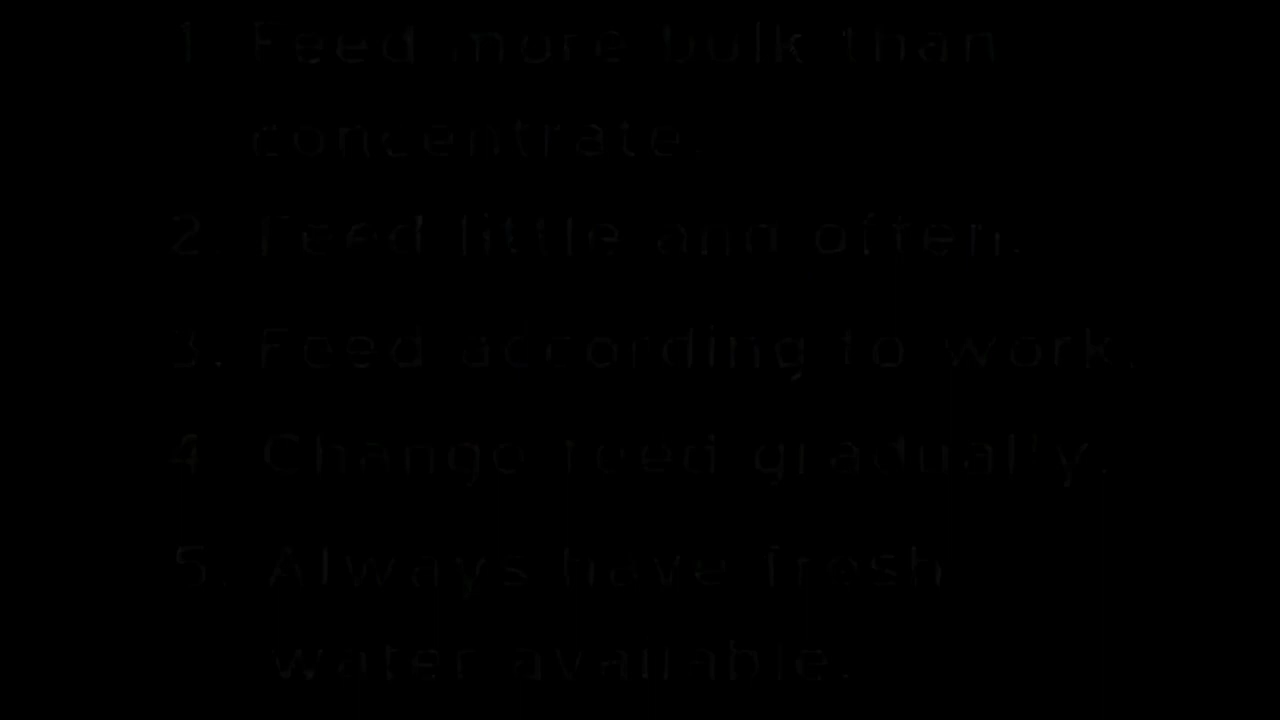 1. Feed more bulk than
concentrate.
2. Feed little and often.
3. Feed according to work.
4. Change feed gradually.
5. Always have fresh
water available.